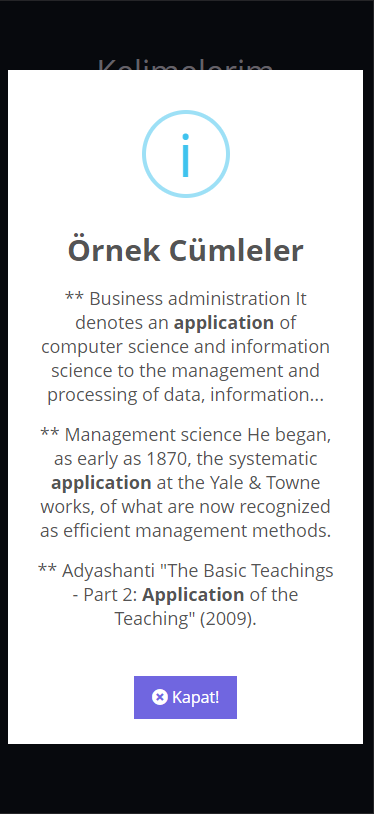 Kelimelerim
i
Örnek Cümleler
** Business administration It
denotes an application of
computer science and information
science to the management and
processing of data, information...
** Management science He began,
as early as 1870, the systematic
application at the Yale & Towne
works, of what are now recognized
as efficient management methods.
** Adyashanti "The Basic Teachings
- Part 2: Application of the
Teaching" (2009).
Kapat!